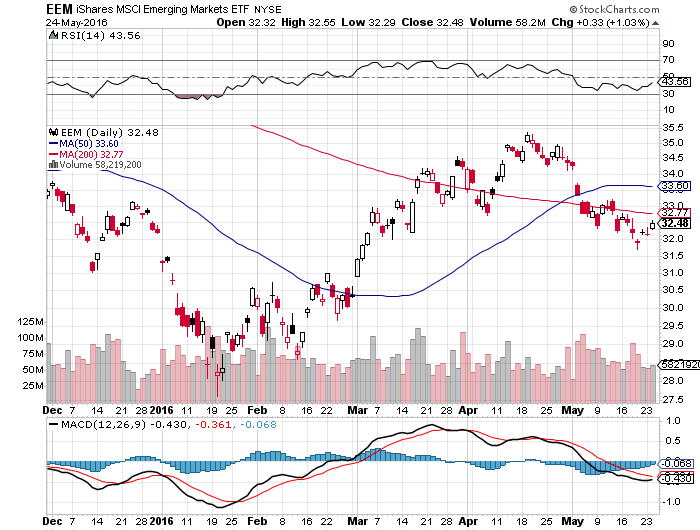 EEM iShares MSCI Emerging Markets ETF NYSE © StockCharts.com
24-May-2016 Open 32.32 High 32.55 Low 32.29 Close 32.48 Volume 58.2M Chg +0.33 (+1.03%)
RSI(14) 43.56
90
70
50
43.56
30
10
EEM (Daily) 32.48
MA(50) 33.60
MA(200) 32.77
Volume 58,219,200
35.5
35.0
34.5
34.0
33.5
33.60
33.0
32.77
32.48
32.0
31.5
31.0
30.5
30.0
29.5
29.0
28.5
28.0
27.5
125M
100M
75M
50M
25M
5821920
Dec 7 14 21 28 2016 11 19 25 Feb 8 16 22 Mar 7 14 21 28 Apr 11 18 25 May 9 16 23
MACD(12,26,9) -0.430, -0.361, -0.068
1.0
0.5
0.0
-0.068
-0.430
-1.0
Dec 7 14 21 28 2016 11 19 25 Feb 8 16 22 Mar 7 14 21 28 Apr 11 18 25 May 9 16 23